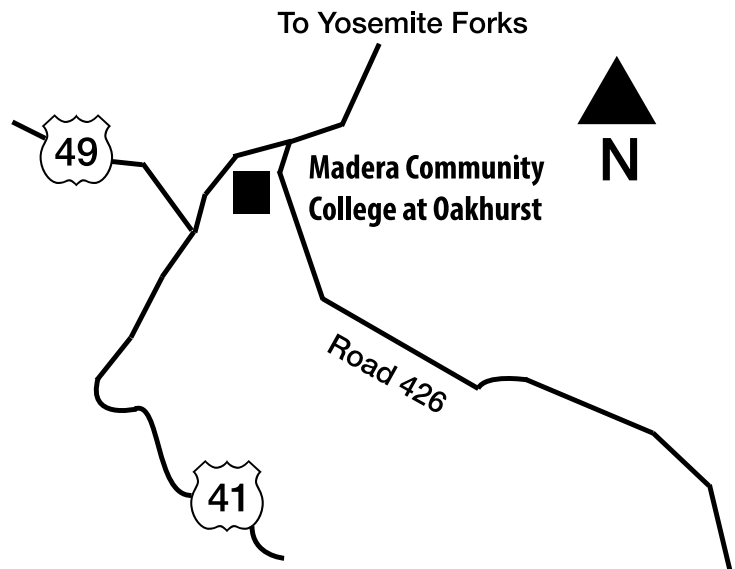 To Yosemite Forks
49
N
Madera Community
College at Oakhurst
Road 426
41